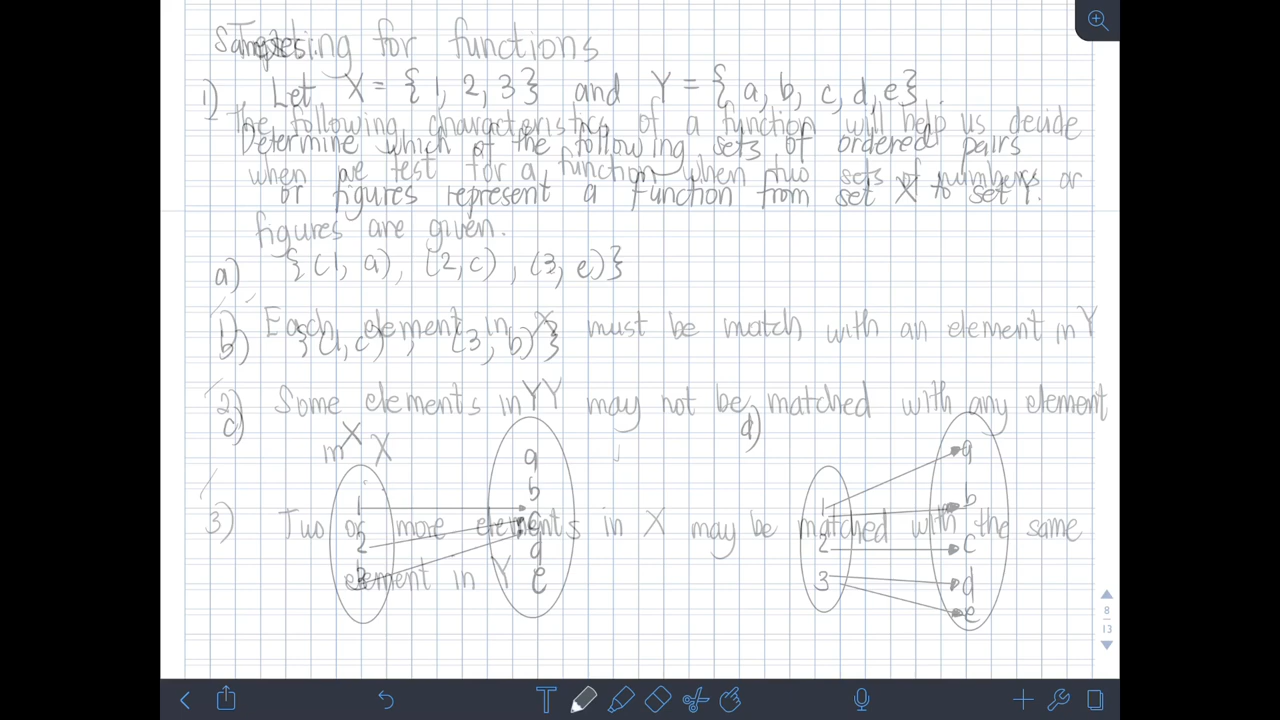 Testing for functions
Samples:
1) Let X = {1, 2, 3} and Y = {a, b, c, d, e}.
The following characteristics of a function will help us decide
Determine which of the following sets of ordered pairs
when we test for a function when two sets of numbers or
or figures represent a function from set X to set Y.
figures are given.
a) {(1, a), (2, c), (3, e)}
1) Each element in X must be match with an element in Y
b) {(1, c), (3, b)}
2) Some elements in Y may not be matched with any element
in X
c) X Y
1 a
2 b
3 c
d
e
d)
1 a
2 b
3 c
d
e
3) Two or more elements in X may be matched with the same
element in Y
8
13
T